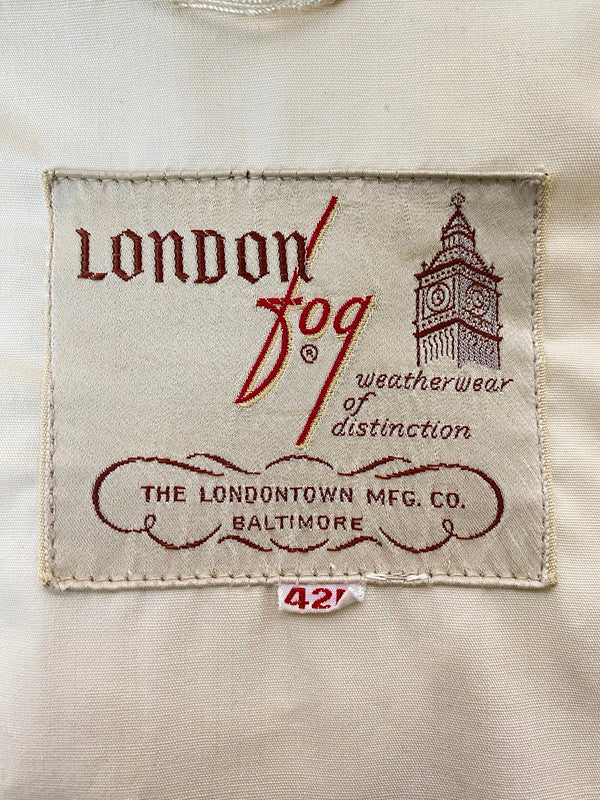 LONDON
fog
®
weatherwear
of
distinction
THE LONDONTOWN MFG. CO.
BALTIMORE
42